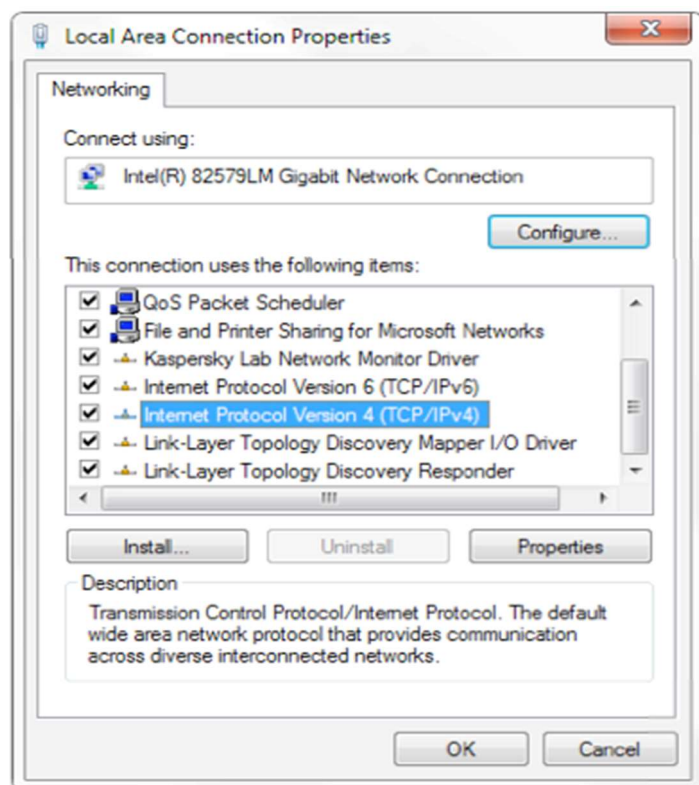 Local Area Connection Properties
Networking
Connect using:
Intel(R) 82579LM Gigabit Network Connection
Configure...
This connection uses the following items:
QoS Packet Scheduler
File and Printer Sharing for Microsoft Networks
Kaspersky Lab Network Monitor Driver
Internet Protocol Version 6 (TCP/IPv6)
Internet Protocol Version 4 (TCP/IPv4)
Link-Layer Topology Discovery Mapper I/O Driver
Link-Layer Topology Discovery Responder
Install... Uninstall Properties
Description
Transmission Control Protocol/Internet Protocol. The default
wide area network protocol that provides communication
across diverse interconnected networks.
OK Cancel